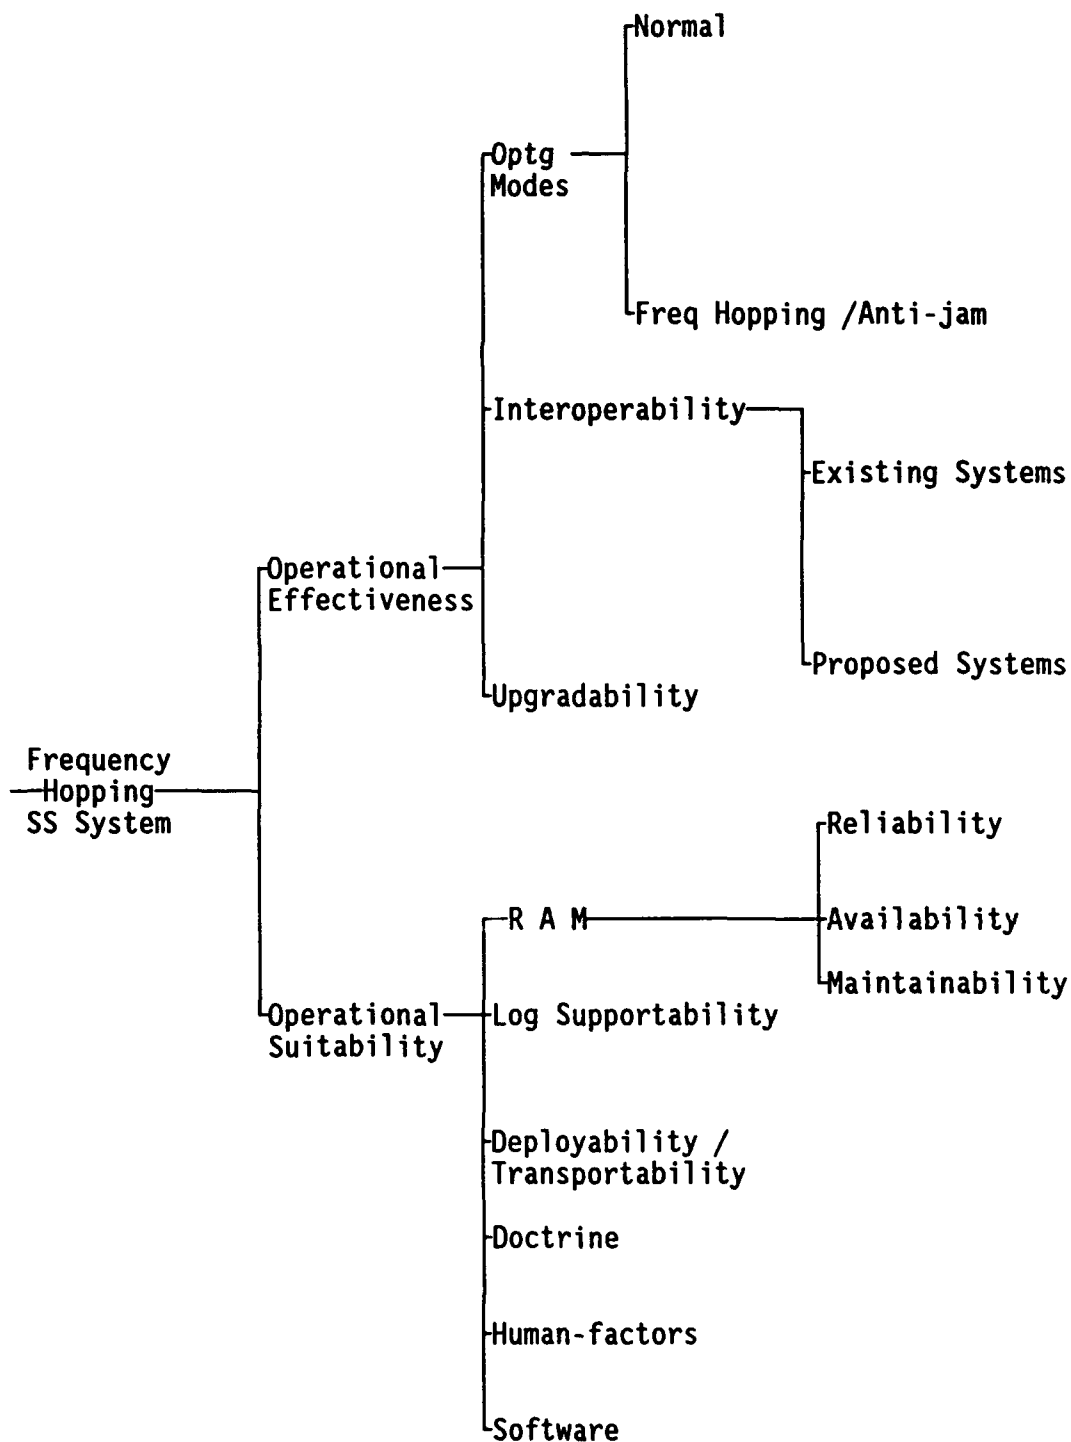 Normal
Optg
Modes
Freq Hopping /Anti-jam
Interoperability
Existing Systems
Operational
Effectiveness
Proposed Systems
Upgradability
Frequency
Hopping
SS System
Reliability
R A M
Availability
Maintainability
Operational
Suitability
Log Supportability
Deployability /
Transportability
Doctrine
Human-factors
Software